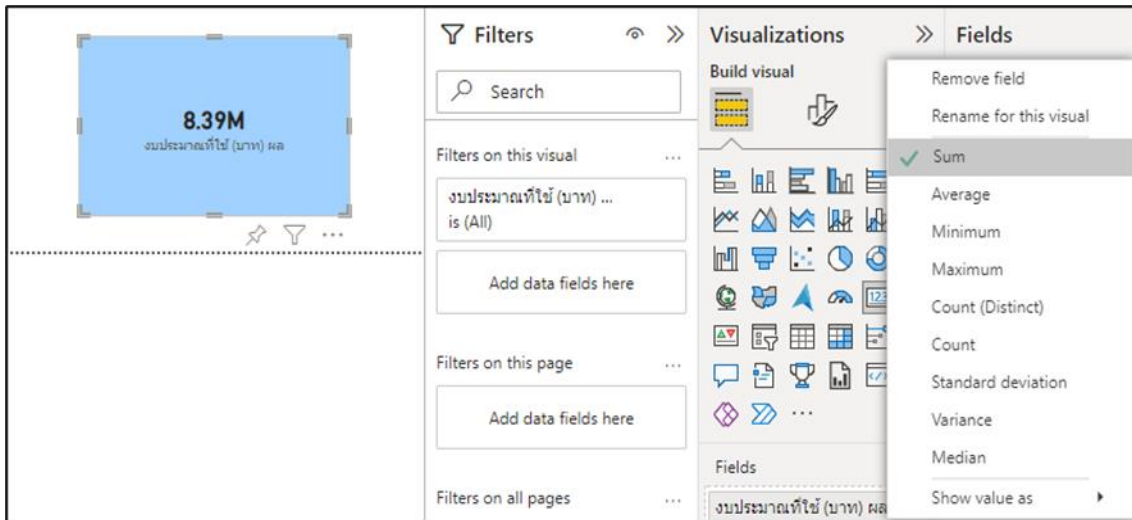 8.39M
งบประมาณที่ใช้ (บาท) ผล
Filters
Search
Filters on this visual
...
งบประมาณที่ใช้ (บาท) ...
is (All)
Add data fields here
Filters on this page
...
Add data fields here
Filters on all pages
...
Visualizations
Build visual
123
...
Fields
งบประมาณที่ใช้ (บาท) ผล
Fields
Remove field
Rename for this visual
Sum
Average
Minimum
Maximum
Count (Distinct)
Count
Standard deviation
Variance
Median
Show value as